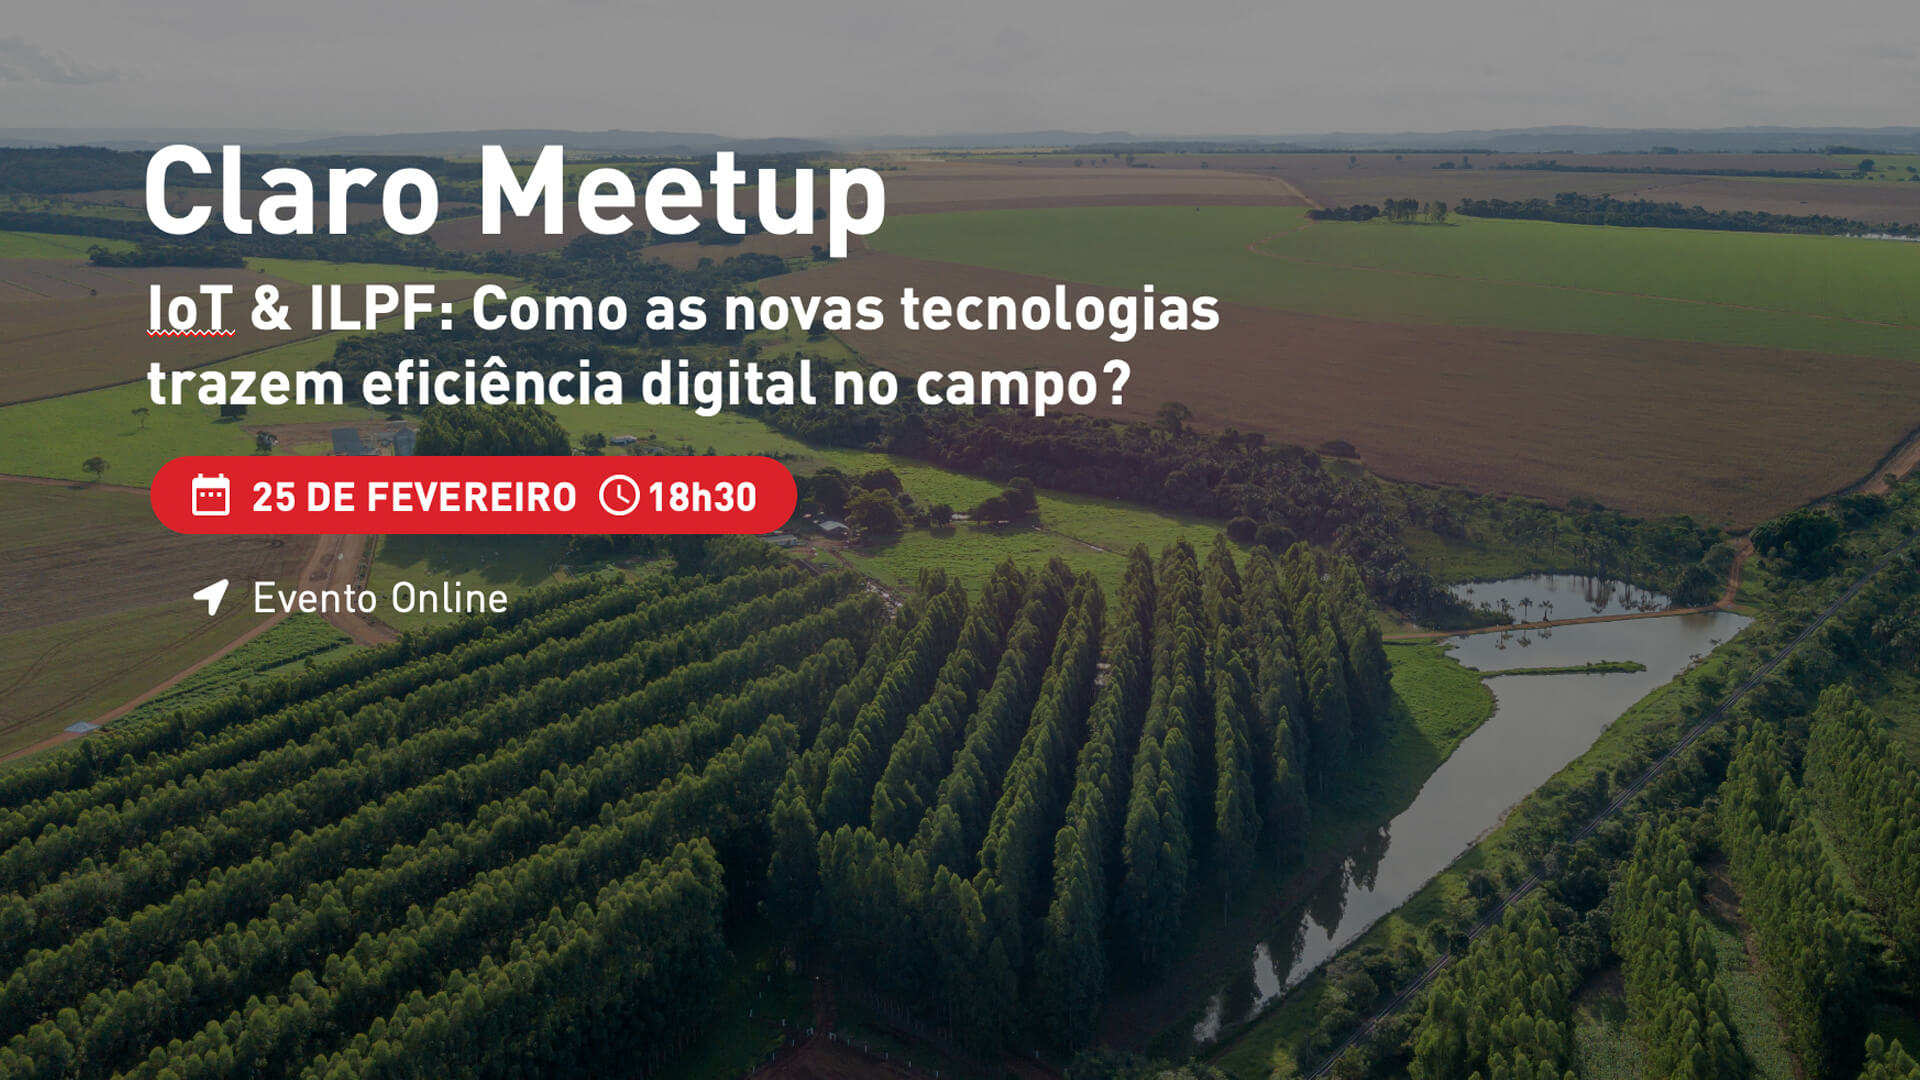 Claro Meetup
IoT & ILPF: Como as novas tecnologias
trazem eficiência digital no campo?
25 DE FEVEREIRO 18h30
Evento Online